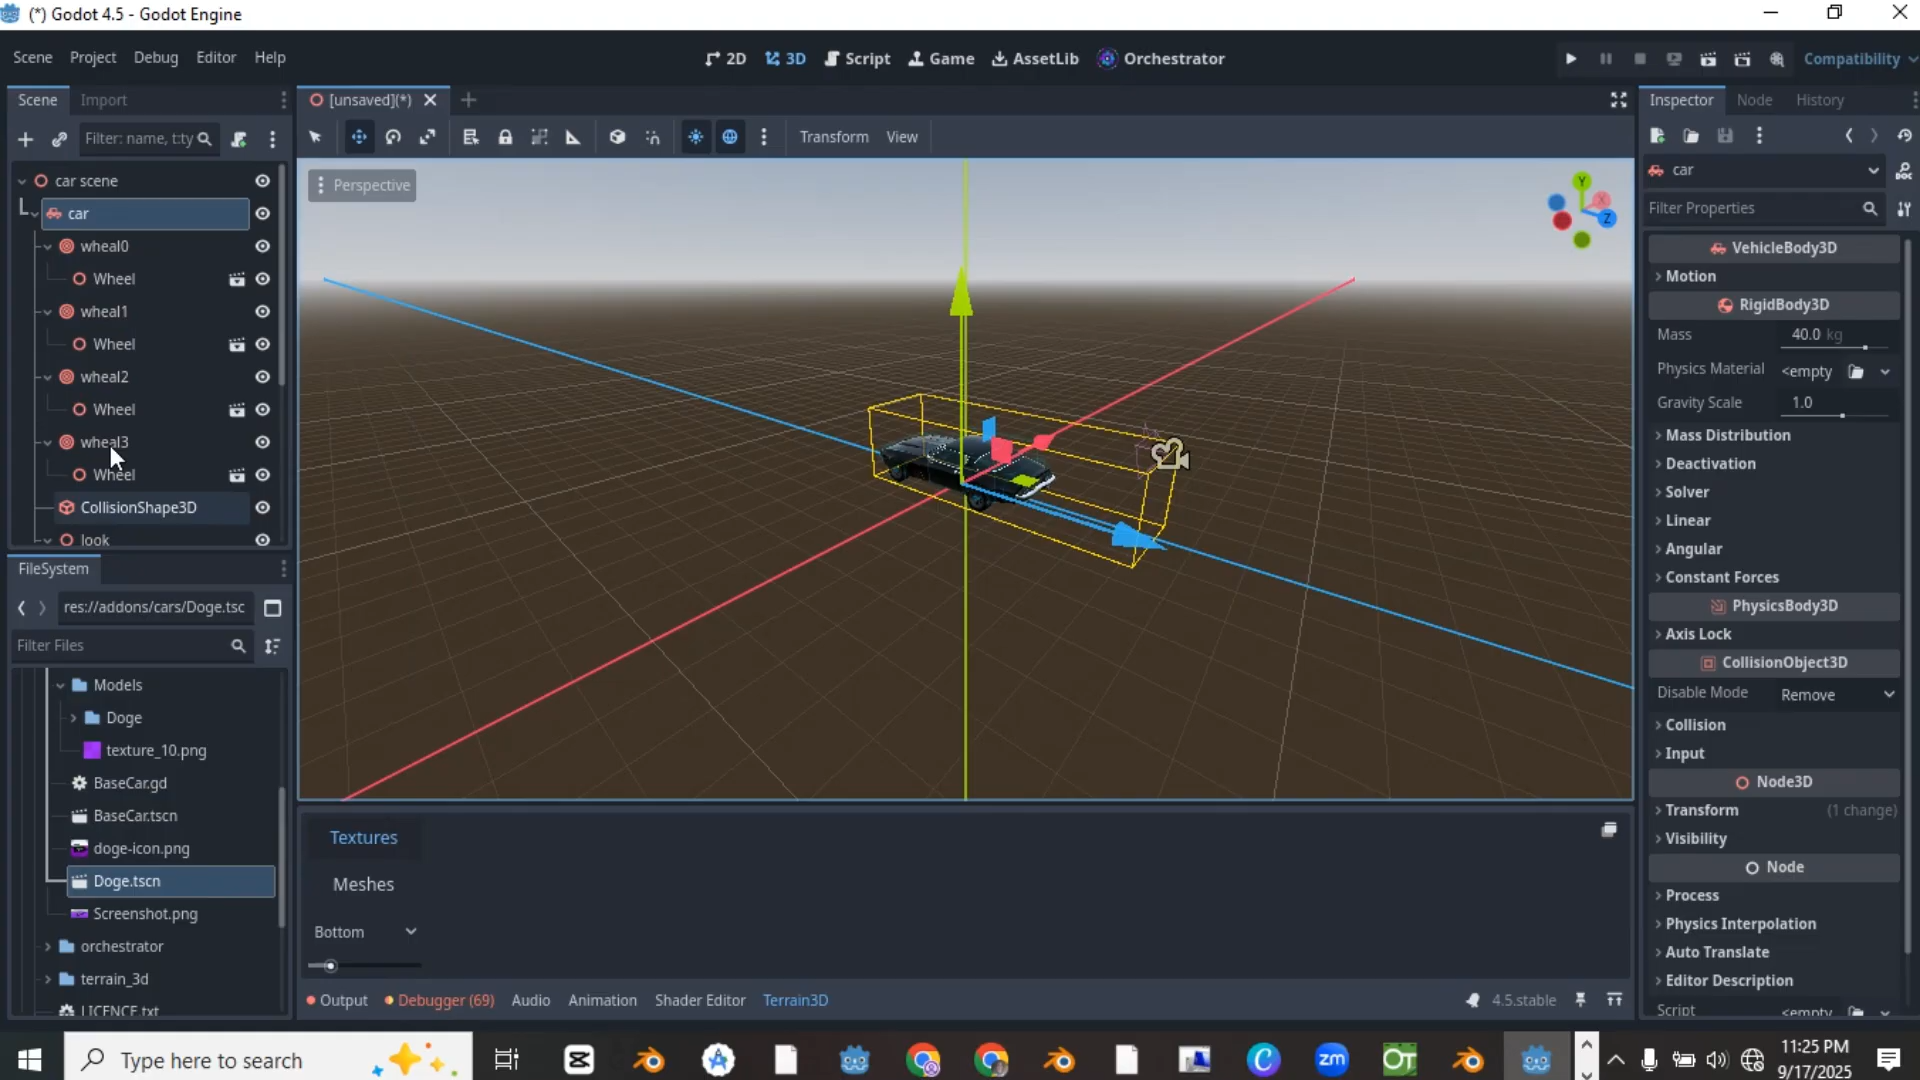 (*) Godot 4.5 - Godot Engine
Scene Project Debug Editor Help
2D 3D Script Game AssetLib Orchestrator
Compatibility
Scene Import
[unsaved](*)
Inspector Node History
Filter: name, t:ty
Transform View
car scene
car
wheal0
Wheel
wheal1
Wheel
wheal2
Wheel
wheal3
Wheel
CollisionShape3D
look
Perspective
Y
X
Z
car
DOC
Filter Properties
VehicleBody3D
Motion
RigidBody3D
Mass 40.0 kg
Physics Material <empty
Gravity Scale 1.0
Mass Distribution
Deactivation
Solver
Linear
Angular
Constant Forces
PhysicsBody3D
Axis Lock
CollisionObject3D
Disable Mode Remove
Collision
Input
Node3D
Transform (1 change)
Visibility
Node
Process
Physics Interpolation
Auto Translate
Editor Description
Script <empty
FileSystem
res://addons/cars/Doge.tsc
Filter Files
Models
Doge
texture_10.png
BaseCar.gd
BaseCar.tscn
doge-icon.png
Doge.tscn
Screenshot.png
orchestrator
terrain_3d
LICENCE.txt
Textures
Meshes
Bottom
Output Debugger (69) Audio Animation Shader Editor Terrain3D
4.5.stable
Type here to search
zm
OT
11:25 PM
9/17/2025